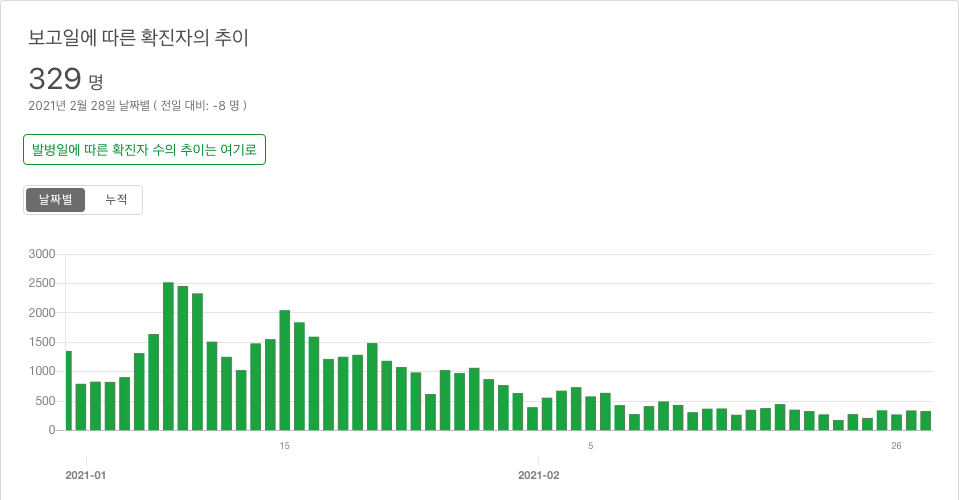 보고일에 따른 확진자의 추이
329 명
2021년 2월 28일 날짜별 ( 전일 대비: -8 명 )
발병일에 따른 확진자 수의 추이는 여기로
날짜별 누적
3000
2500
2000
1500
1000
500
0
15 5 26
2021-01 2021-02